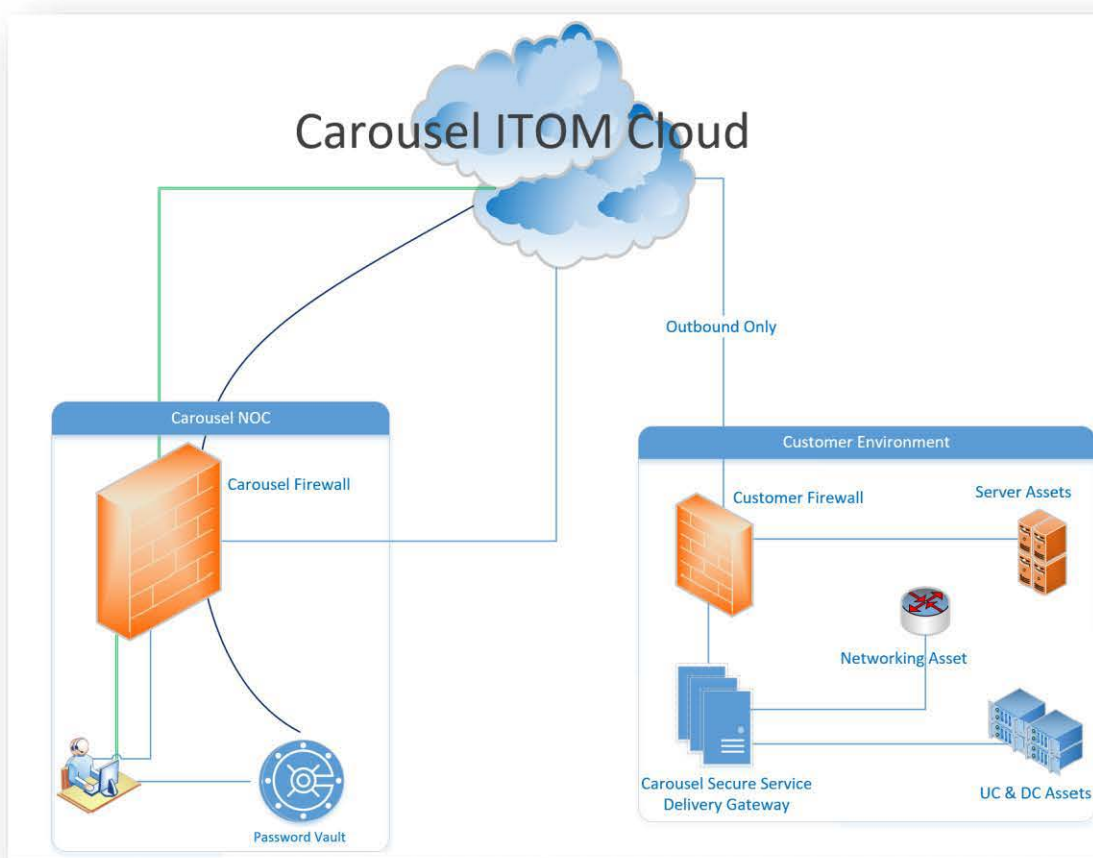 Carousel ITOM Cloud
Outbound Only
Carousel NOC
Carousel Firewall
Password Vault
Customer Environment
Customer Firewall
Server Assets
Networking Asset
Carousel Secure Service
Delivery Gateway
UC & DC Assets